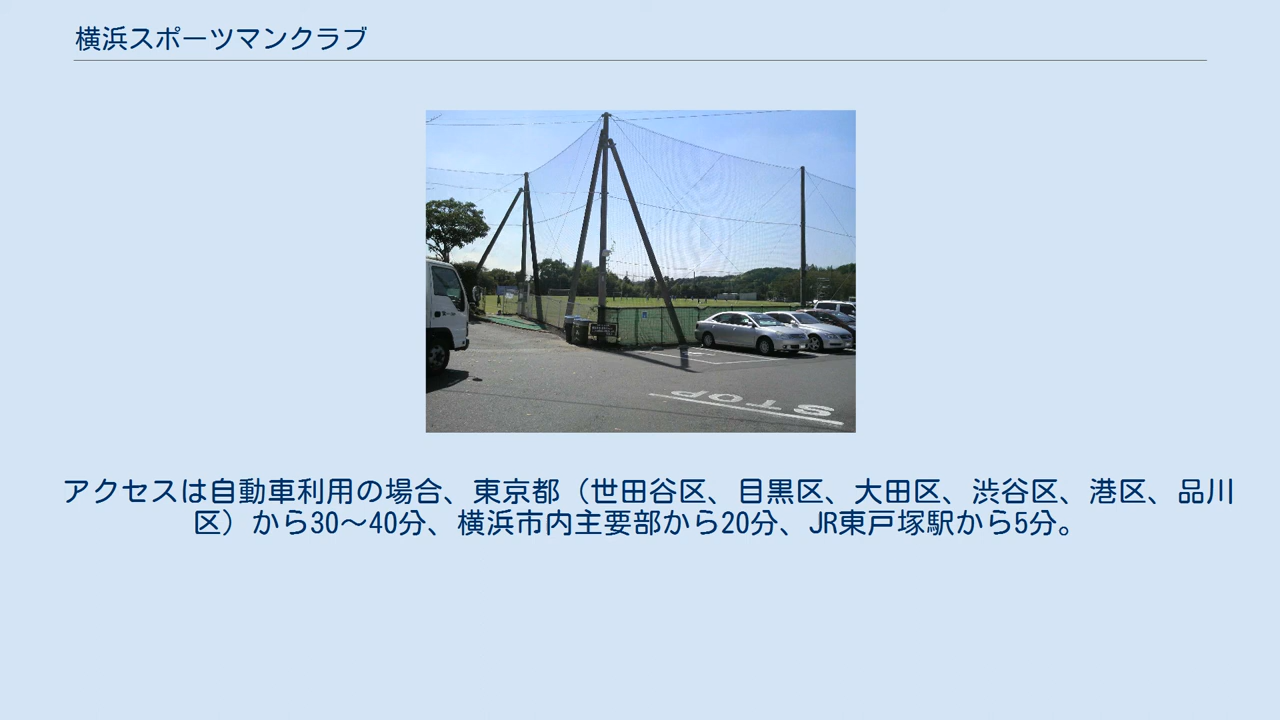 横浜スポーツマンクラブ
STOP
アクセスは自動車利用の場合、東京都（世田谷区、目黒区、大田区、渋谷区、港区、品川
区）から30～40分、横浜市内主要部から20分、JR東戸塚駅から5分。